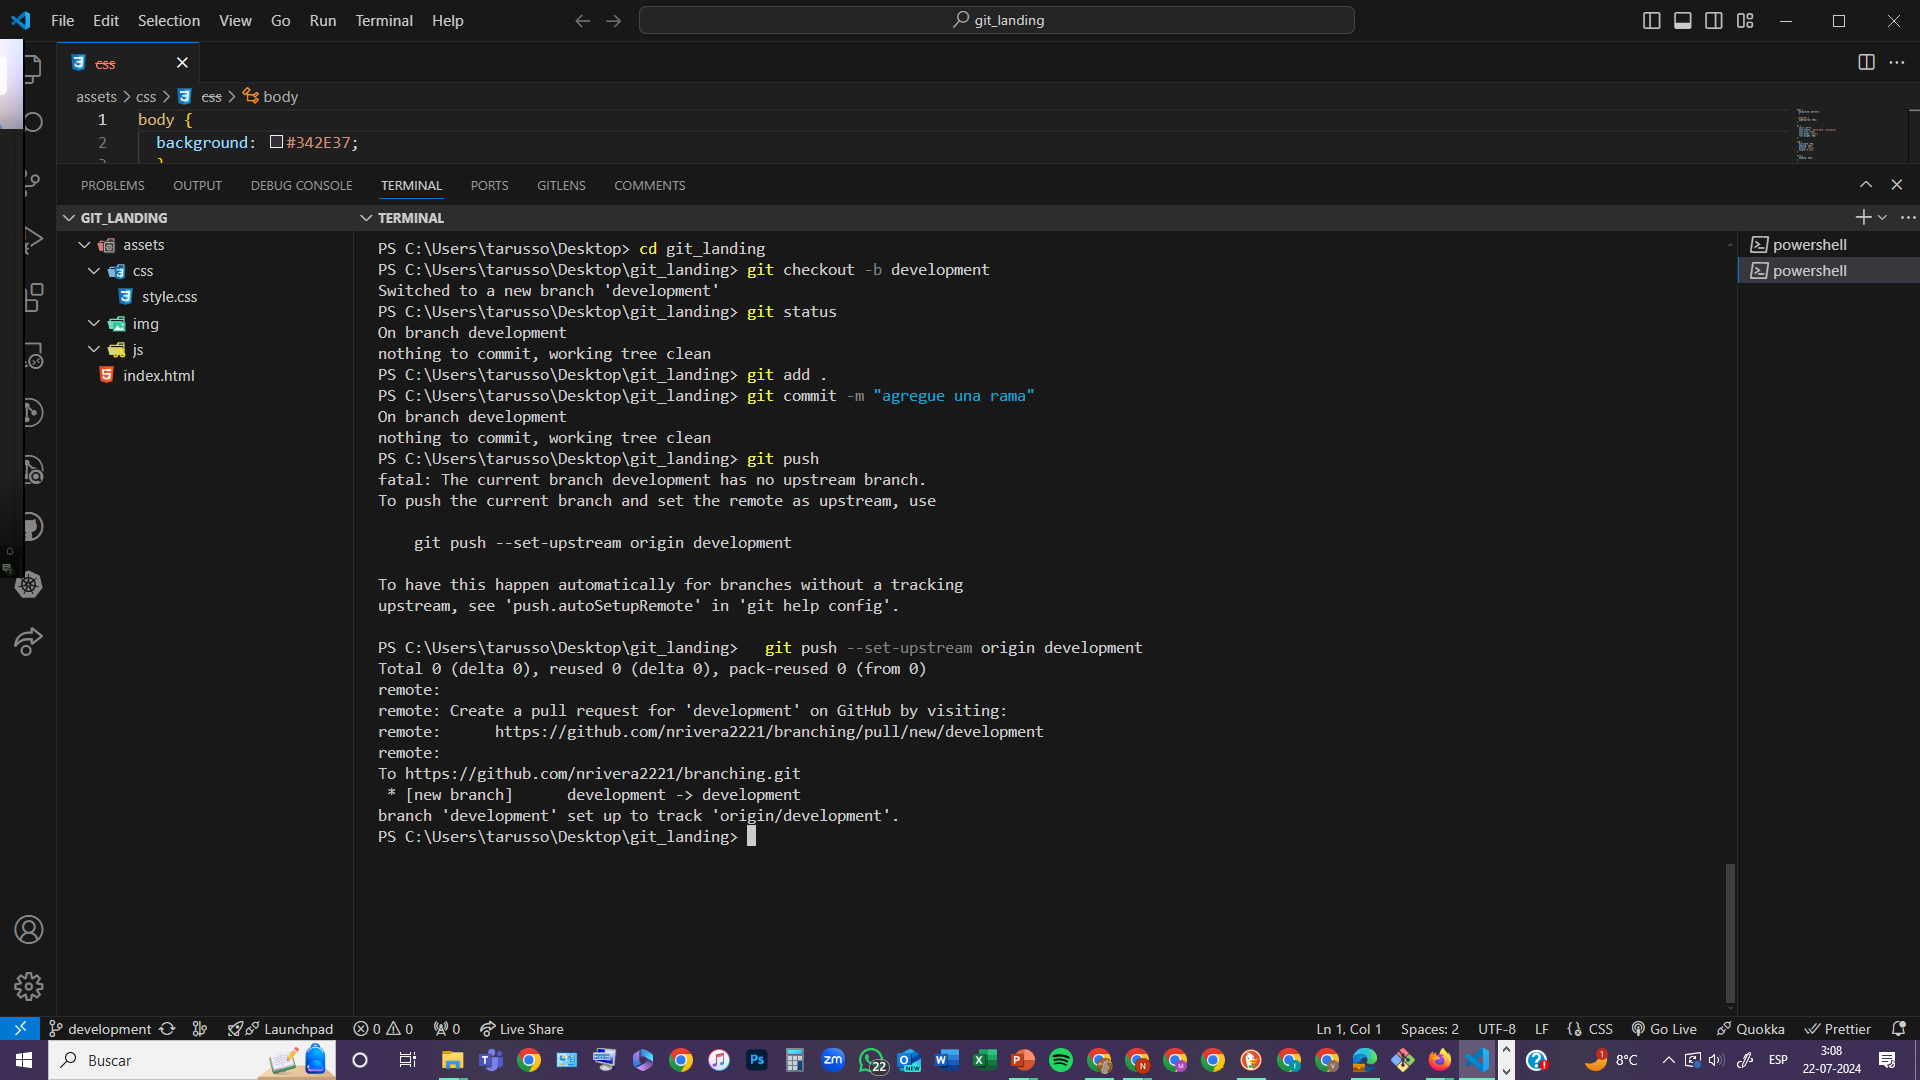 File Edit Selection View Go Run Terminal Help
git_landing
css
assets > css > css > body
1 body {
2 background: #342E37;
PROBLEMS OUTPUT DEBUG CONSOLE TERMINAL PORTS GITLENS COMMENTS
GIT_LANDING
assets
css
style.css
img
js
index.html
TERMINAL
PS C:\Users\tarusso\Desktop> cd git_landing
PS C:\Users\tarusso\Desktop\git_landing> git checkout -b development
Switched to a new branch 'development'
PS C:\Users\tarusso\Desktop\git_landing> git status
On branch development
nothing to commit, working tree clean
PS C:\Users\tarusso\Desktop\git_landing> git add .
PS C:\Users\tarusso\Desktop\git_landing> git commit -m "agregue una rama"
On branch development
nothing to commit, working tree clean
PS C:\Users\tarusso\Desktop\git_landing> git push
fatal: The current branch development has no upstream branch.
To push the current branch and set the remote as upstream, use
git push --set-upstream origin development
To have this happen automatically for branches without a tracking
upstream, see 'push.autoSetupRemote' in 'git help config'.
PS C:\Users\tarusso\Desktop\git_landing> git push --set-upstream origin development
Total 0 (delta 0), reused 0 (delta 0), pack-reused 0 (from 0)
remote:
remote: Create a pull request for 'development' on GitHub by visiting:
remote: https://github.com/nrivera2221/branching/pull/new/development
remote:
To https://github.com/nrivera2221/branching.git
* [new branch] development -> development
branch 'development' set up to track 'origin/development'.
PS C:\Users\tarusso\Desktop\git_landing>
powershell
powershell
development Launchpad 0 0 0 Live Share
Ln 1, Col 1 Spaces: 2 UTF-8 LF {} CSS Go Live Quokka Prettier
Buscar
22
8°C
ESP
3:08
22-07-2024